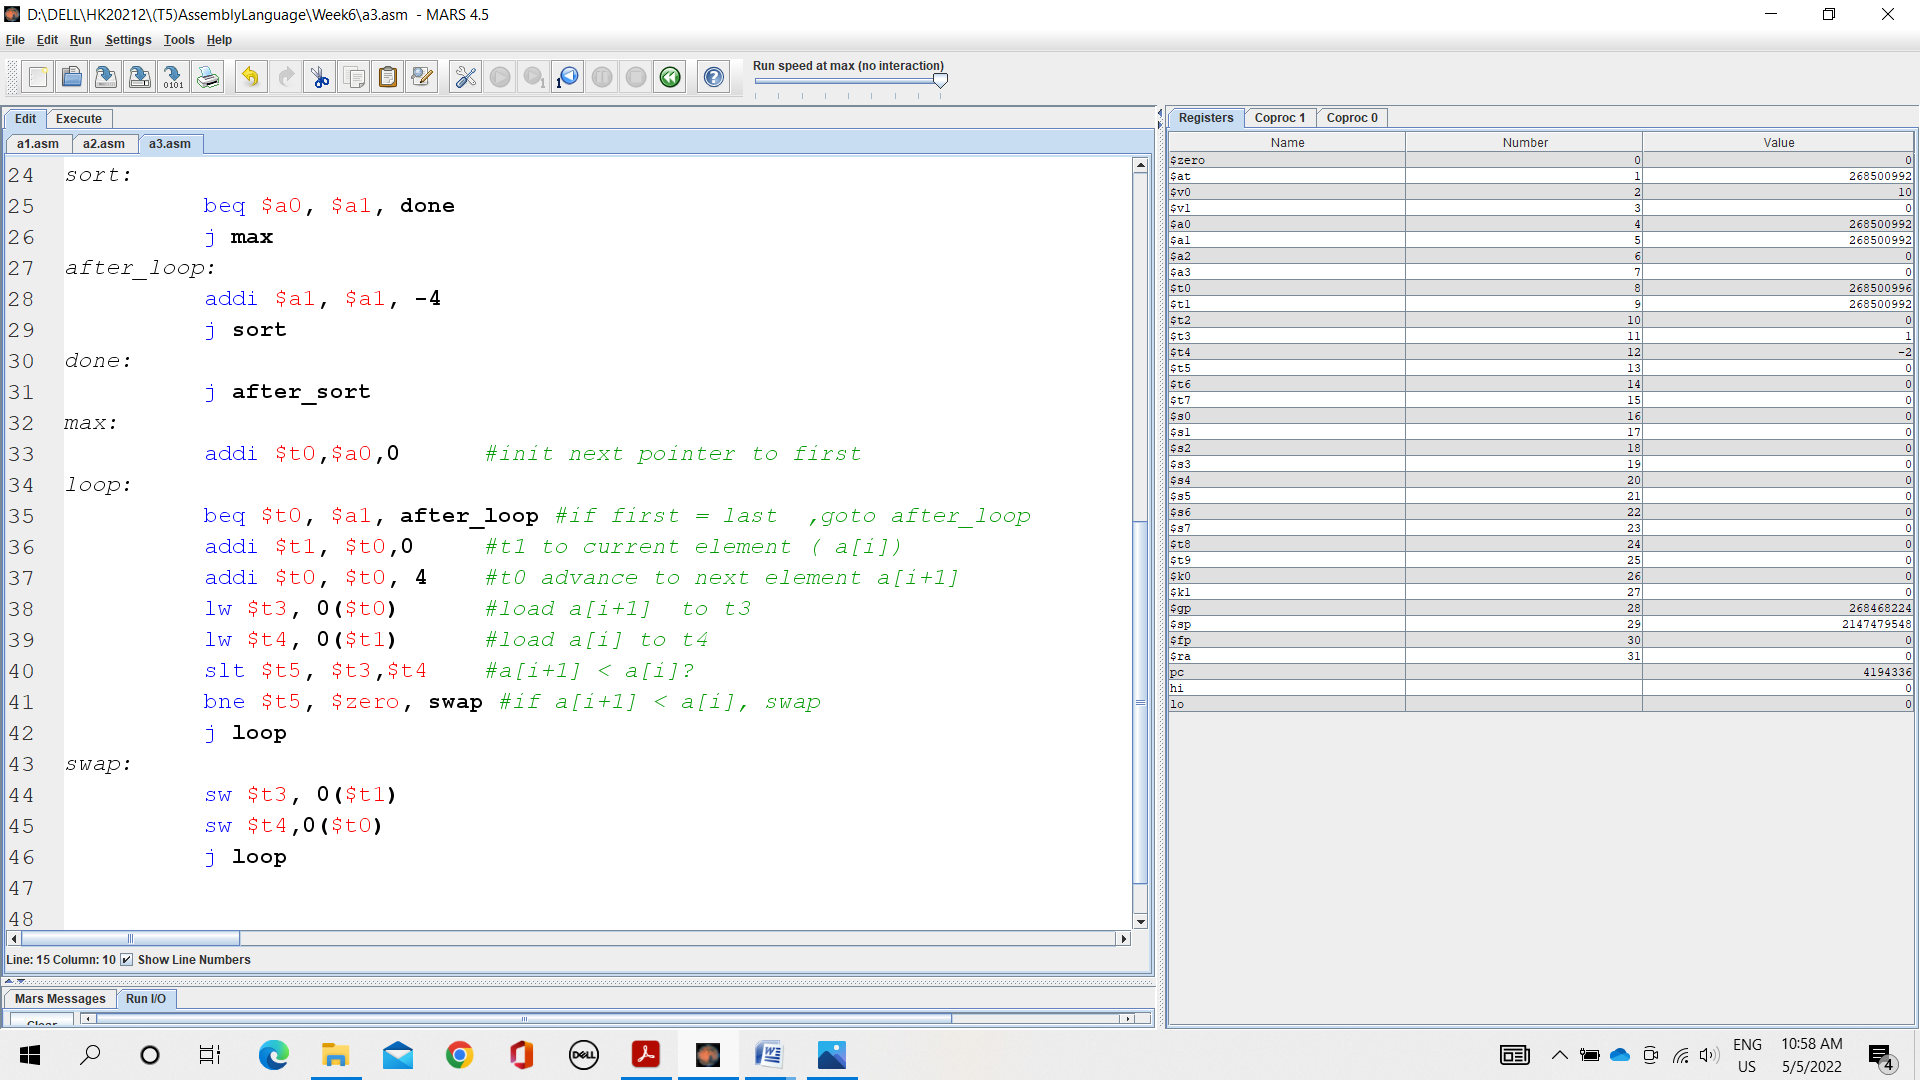 D:\DELL\HK20212\(T5)AssemblyLanguage\Week6\a3.asm - MARS 4.5
File Edit Run Settings Tools Help
Run speed at max (no interaction)
Edit Execute
a1.asm a2.asm a3.asm
24 sort:
25 beq $a0, $a1, done
26 j max
27 after_loop:
28 addi $a1, $a1, -4
29 j sort
30 done:
31 j after_sort
32 max:
33 addi $t0,$a0,0 #init next pointer to first
34 loop:
35 beq $t0, $a1, after_loop #if first = last ,goto after_loop
36 addi $t1, $t0,0 #t1 to current element ( a[i])
37 addi $t0, $t0, 4 #t0 advance to next element a[i+1]
38 lw $t3, 0($t0) #load a[i+1] to t3
39 lw $t4, 0($t1) #load a[i] to t4
40 slt $t5, $t3,$t4 #a[i+1] < a[i]?
41 bne $t5, $zero, swap #if a[i+1] < a[i], swap
42 j loop
43 swap:
44 sw $t3, 0($t1)
45 sw $t4,0($t0)
46 j loop
47
48
Line: 15 Column: 10 Show Line Numbers
Mars Messages Run I/O
Clear
Registers Coproc 1 Coproc 0
Name Number Value
$zero 0 0
$at 1 268500992
$v0 2 10
$v1 3 0
$a0 4 268500992
$a1 5 268500992
$a2 6 0
$a3 7 0
$t0 8 268500996
$t1 9 268500992
$t2 10 0
$t3 11 1
$t4 12 -2
$t5 13 0
$t6 14 0
$t7 15 0
$s0 16 0
$s1 17 0
$s2 18 0
$s3 19 0
$s4 20 0
$s5 21 0
$s6 22 0
$s7 23 0
$t8 24 0
$t9 25 0
$k0 26 0
$k1 27 0
$gp 28 268468224
$sp 29 2147479548
$fp 30 0
$ra 31 0
pc 4194336
hi 0
lo 0
DELL
ENG
US
10:58 AM
5/5/2022
4